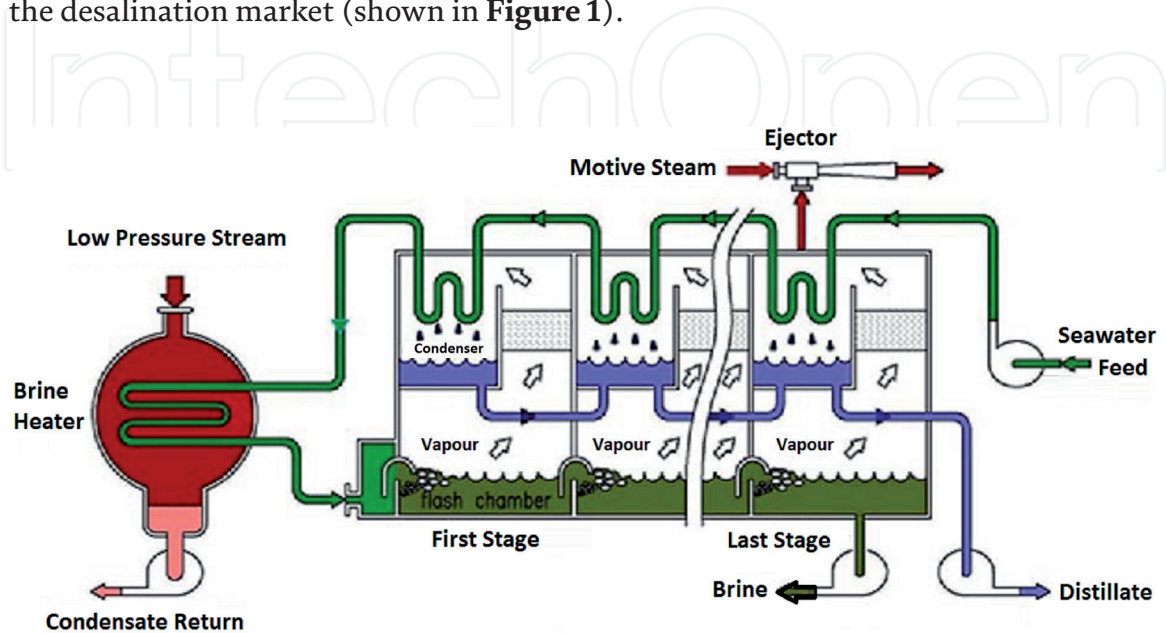 the desalination market (shown in Figure 1).
IntechOpen
Ejector
Motive Steam
Low Pressure Stream
Condenser
Seawater
Feed
Brine
Heater
Vapour
Vapour
Vapour
flash chamber
First Stage
Last Stage
Brine
Distillate
Condensate Return